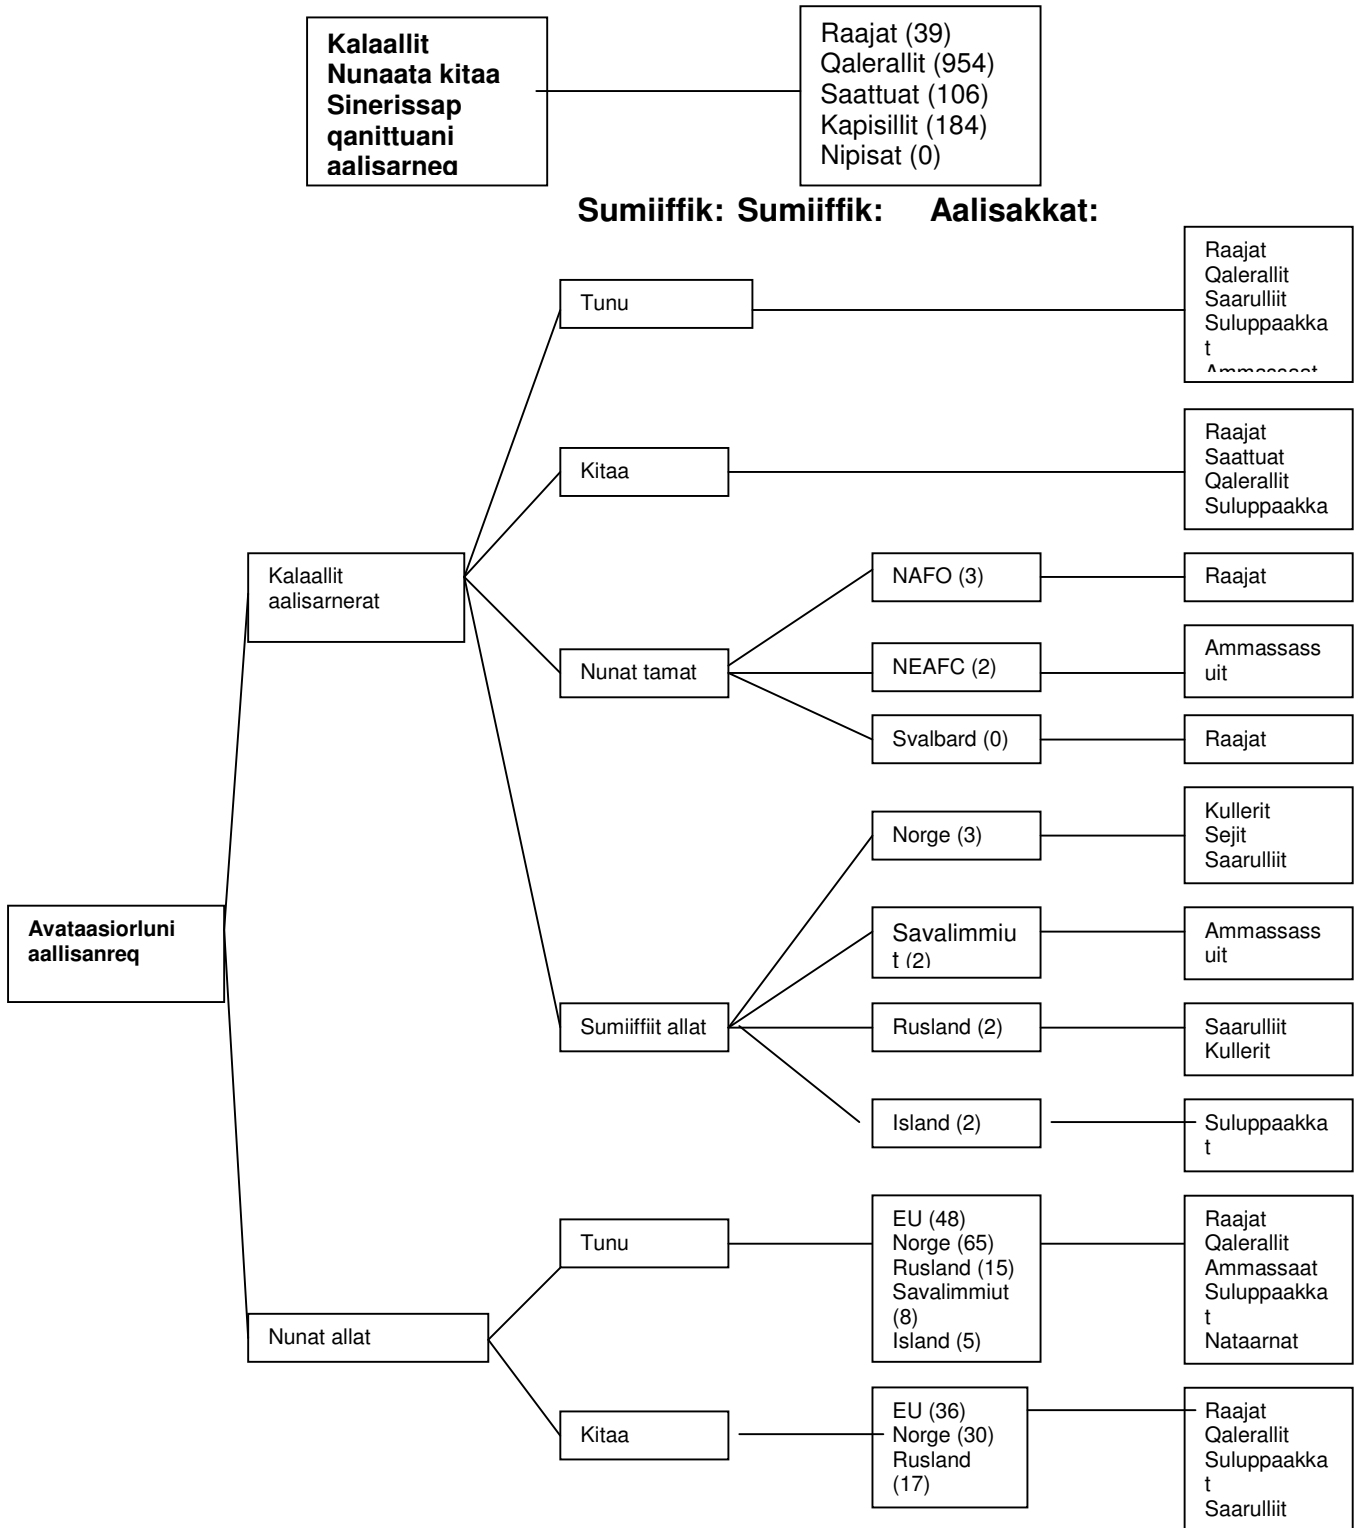 Kalaallit
Nunaata kitaa
Sinerissap
qanittuani
aalisarneq
Raajat (39)
Qalerallit (954)
Saattuat (106)
Kapisillit (184)
Nipisat (0)
Sumiiffik: Sumiiffik: Aalisakkat:
Tunu
Raajat
Qalerallit
Saarulliit
Suluppaakka
t
Ammassaat
Kitaa
Raajat
Saattuat
Qalerallit
Suluppaakka
Kalaallit
aalisarnerat
NAFO (3)
Raajat
Nunat tamat
NEAFC (2)
Ammassass
uit
Svalbard (0)
Raajat
Norge (3)
Kullerit
Sejit
Saarulliit
Avataasiorluni
aallisanreq
Savalimmiu
t (2)
Ammassass
uit
Sumiiffiit allat
Rusland (2)
Saarulliit
Kullerit
Island (2)
Suluppaakka
t
Nunat allat
Tunu
EU (48)
Norge (65)
Rusland (15)
Savalimmiut
(8)
Island (5)
Raajat
Qalerallit
Ammassaat
Suluppaakka
t
Nataarnat
Kitaa
EU (36)
Norge (30)
Rusland
(17)
Raajat
Qalerallit
Suluppaakka
t
Saarulliit